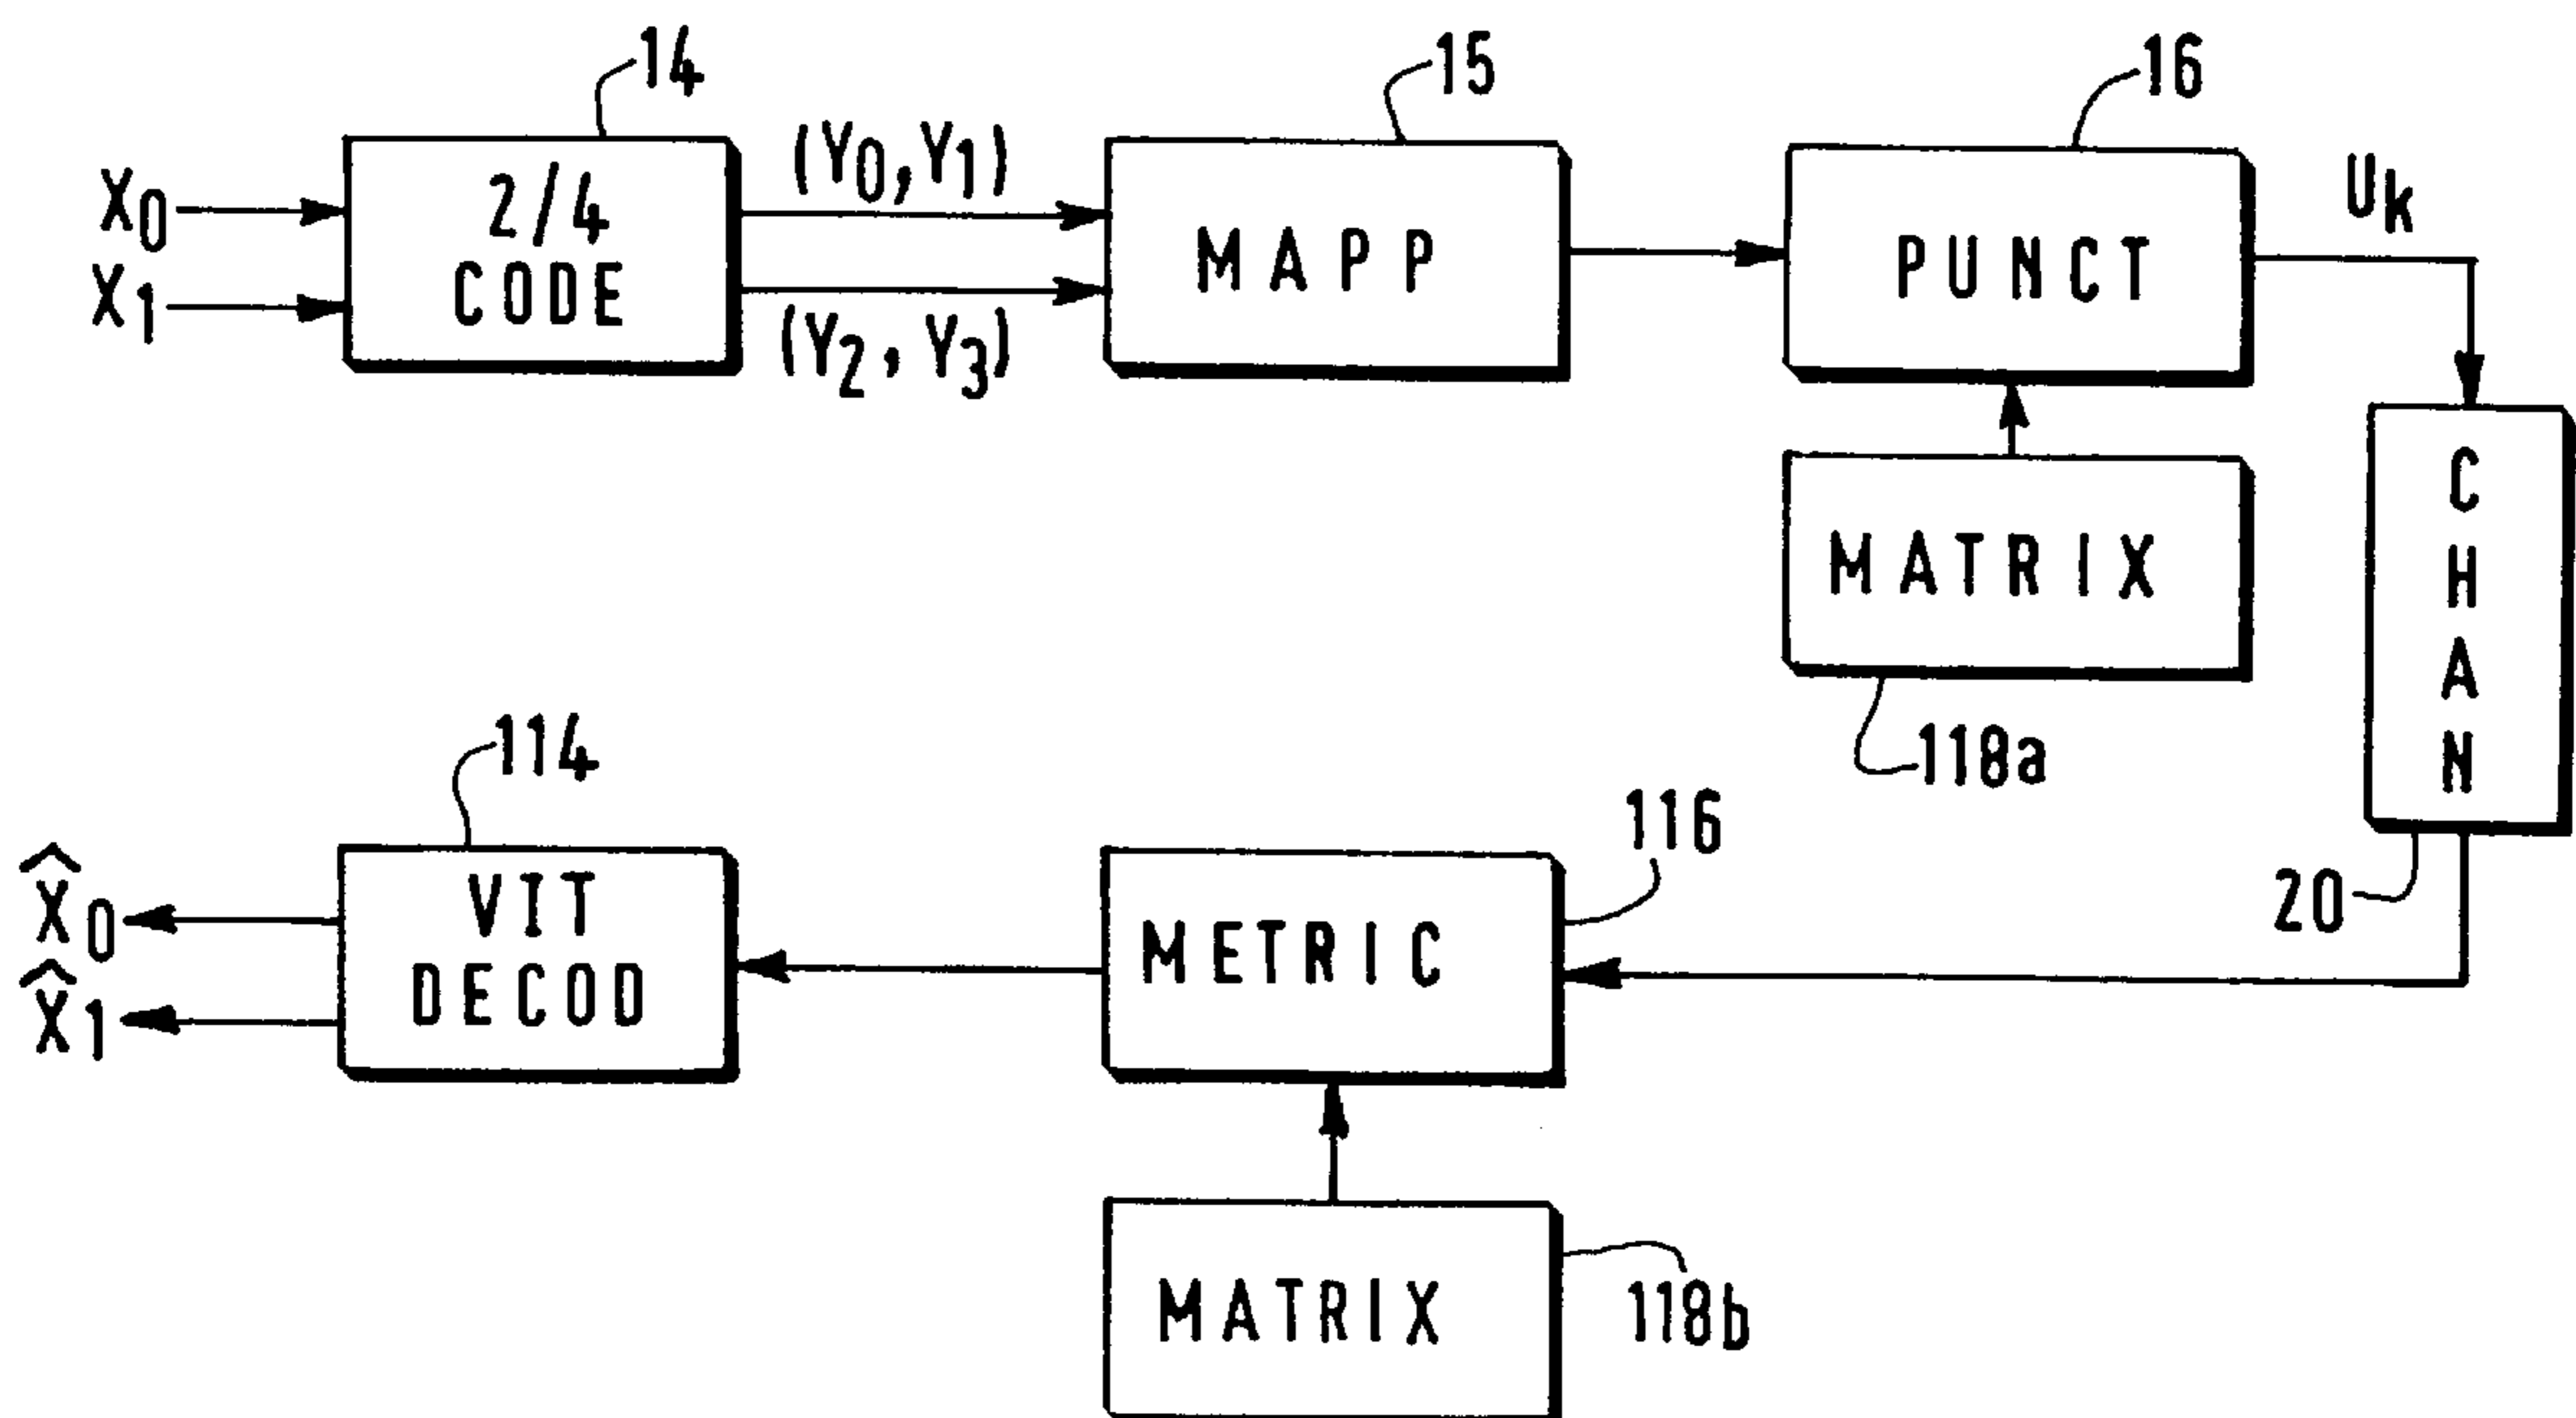 14
15
16
X0
X1
2/4
CODE
(Y0,Y1)
(Y2,Y3)
MAPP
PUNCT
Uk
MATRIX
118a
CHAN
20
114
116
X̂0
X̂1
VIT
DECOD
METRIC
MATRIX
118b